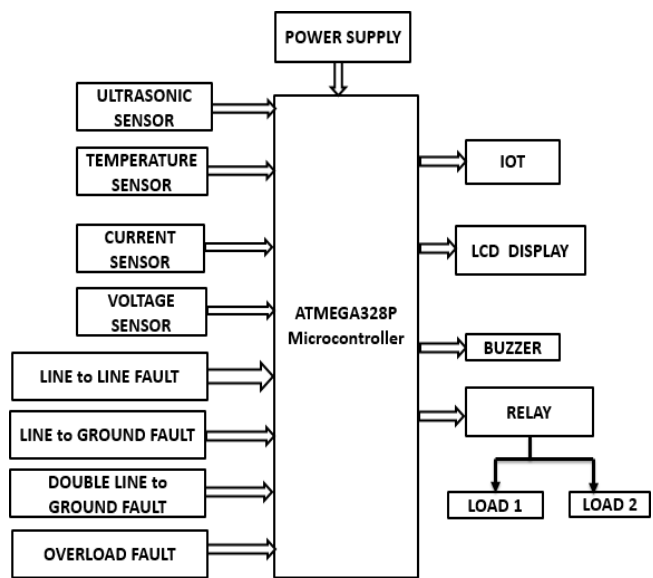 POWER SUPPLY
ULTRASONIC
SENSOR
TEMPERATURE
SENSOR
CURRENT
SENSOR
VOLTAGE
SENSOR
LINE to LINE FAULT
LINE to GROUND FAULT
DOUBLE LINE to
GROUND FAULT
OVERLOAD FAULT
ATMEGA328P
Microcontroller
IOT
LCD DISPLAY
BUZZER
RELAY
LOAD 1
LOAD 2